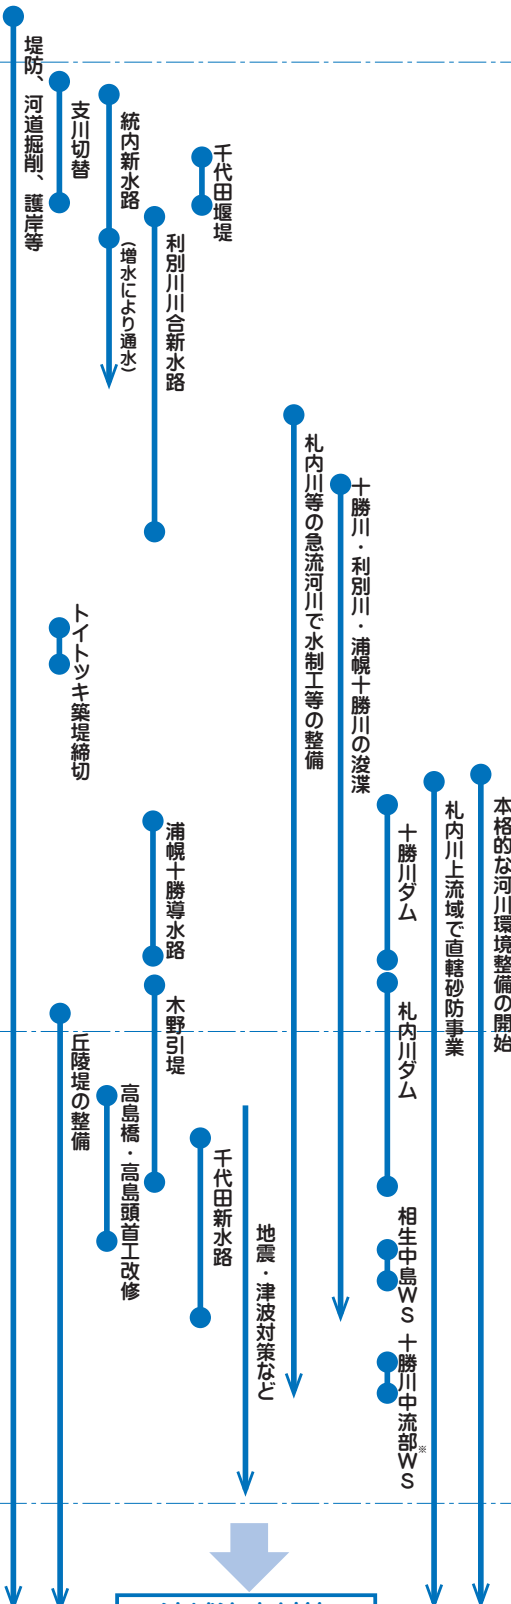 堤防、河道掘削、護岸等
支川切替
統内新水路
（増水により通水）
千代田堰堤
利別川川合新水路
札内川等の急流河川で水制工等の整備
十勝川・利別川・浦幌十勝川の浚渫
トイトッキ築堤締切
本格的な河川環境整備の開始
札内川上流域で直轄砂防事業
十勝川ダム
浦幌十勝導水路
木野引堤
札内川ダム
丘陵堤の整備
高島橋・高島頭首工改修
千代田新水路
地震・津波対策など
相生中島WS
十勝川中流部WS※